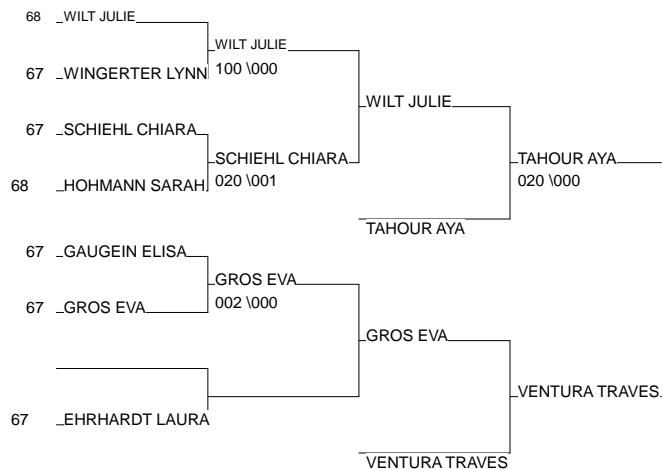 68 WILT JULIE
WILT JULIE
67 WINGERTER LYNN 100 \000
WILT JULIE
67 SCHIEHL CHIARA
SCHIEHL CHIARA TAHOUR AYA
68 HOHMANN SARAH 020 \001 020 \000
TAHOUR AYA
67 GAUGEIN ELISA
GROS EVA
67 GROS EVA 002 \000
GROS EVA
VENTURA TRAVES
67 EHRHARDT LAURA
VENTURA TRAVES